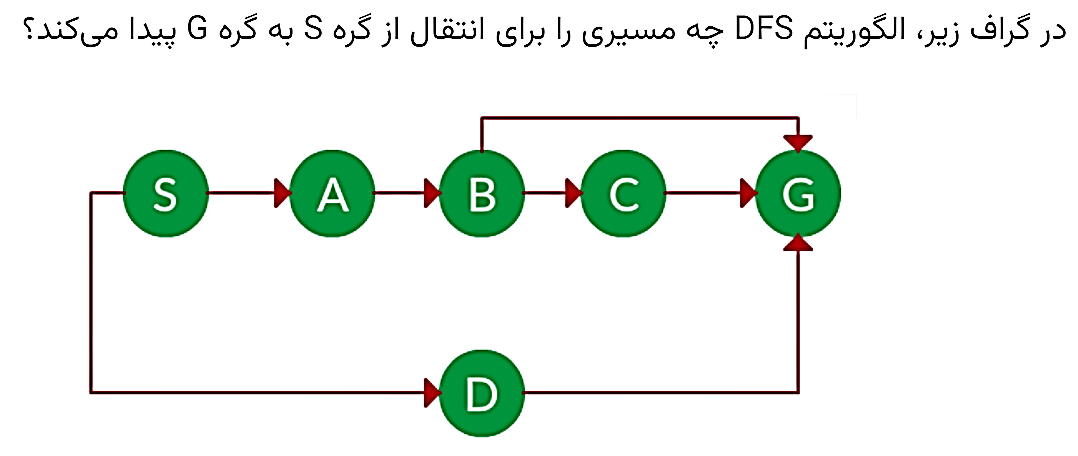 در گراف زیر، الگوریتم DFS چه مسیری را برای انتقال از گره S به گره G پیدا می‌کند؟
S A B C G
D